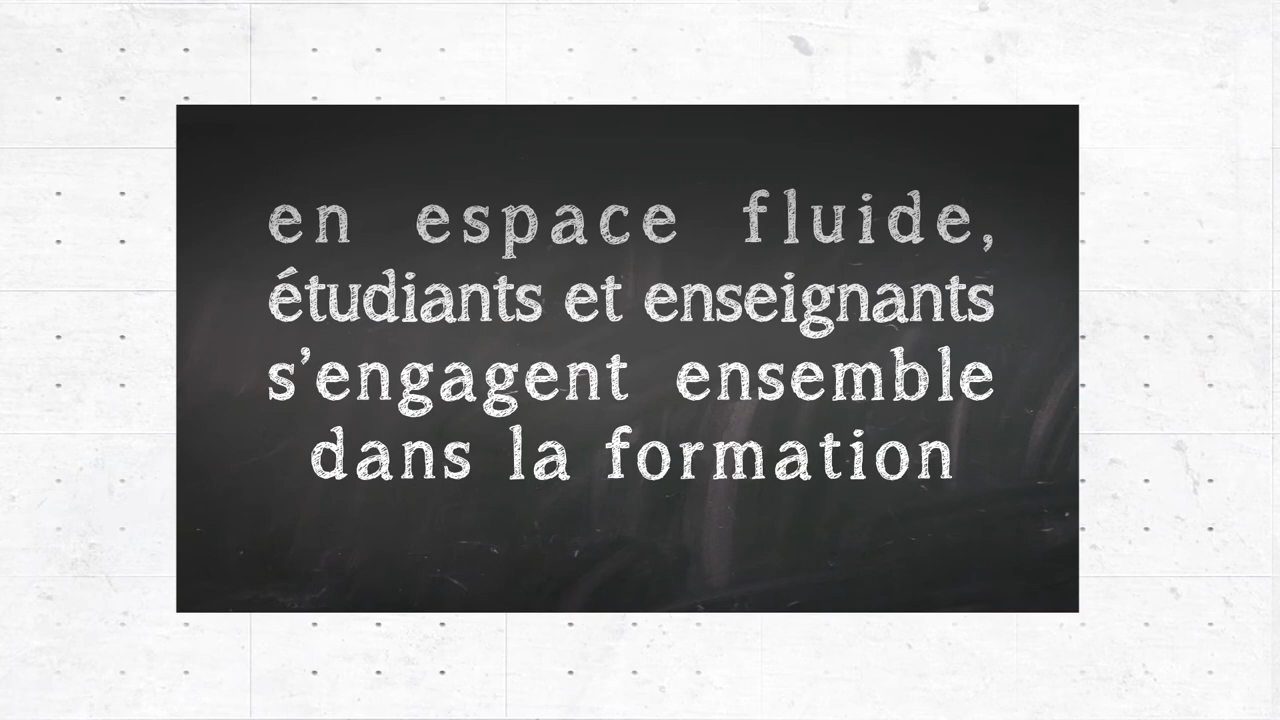 en espace fluide,
étudiants et enseignants
s’engagent ensemble
dans la formation